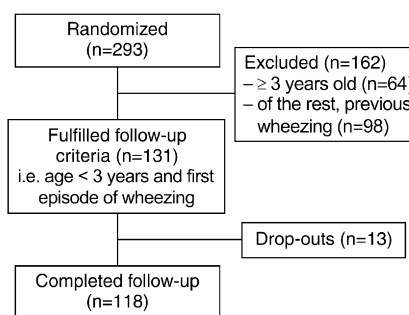 Randomized
(n=293)
Excluded (n=162)
– ≥ 3 years old (n=64)
– of the rest, previous
wheezing (n=98)
Fulfilled follow-up
criteria (n=131)
i.e. age < 3 years and first
episode of wheezing
Drop-outs (n=13)
Completed follow-up
(n=118)